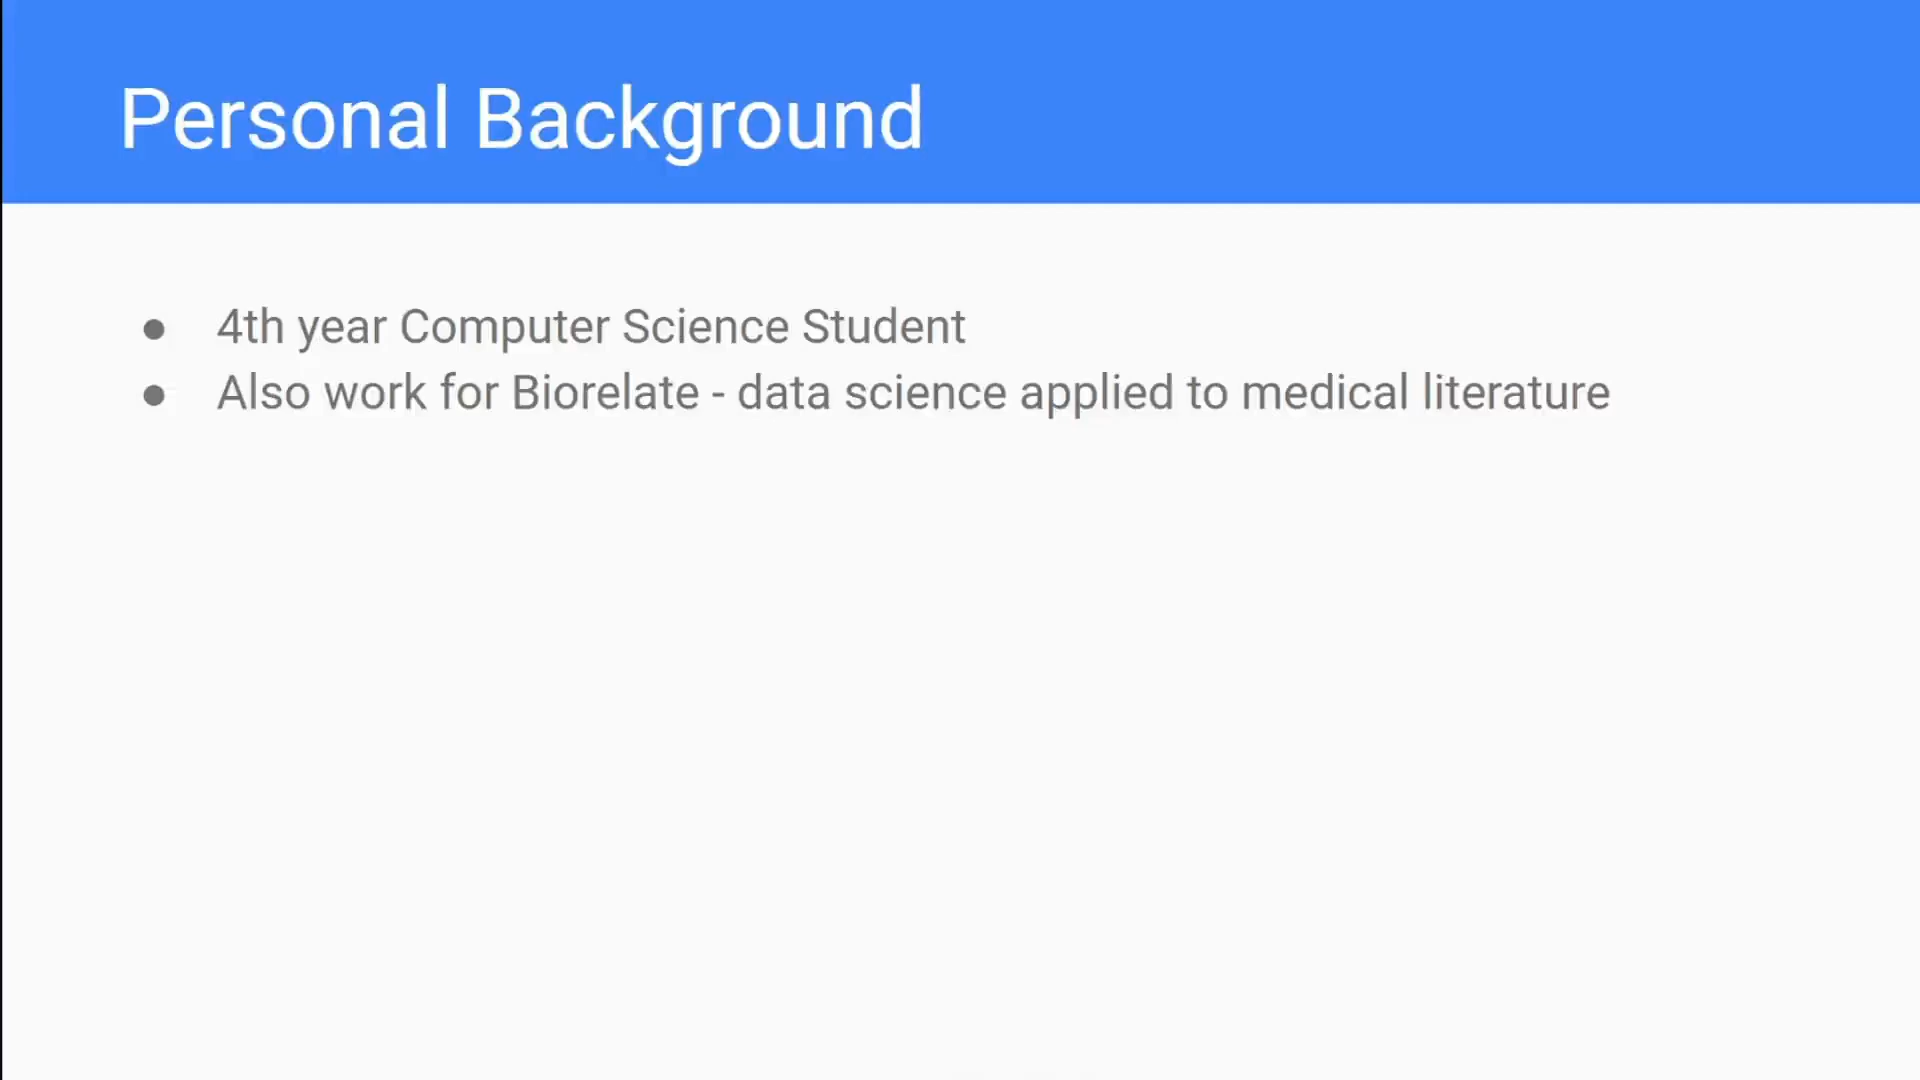 Personal Background
● 4th year Computer Science Student
● Also work for Biorelate - data science applied to medical literature